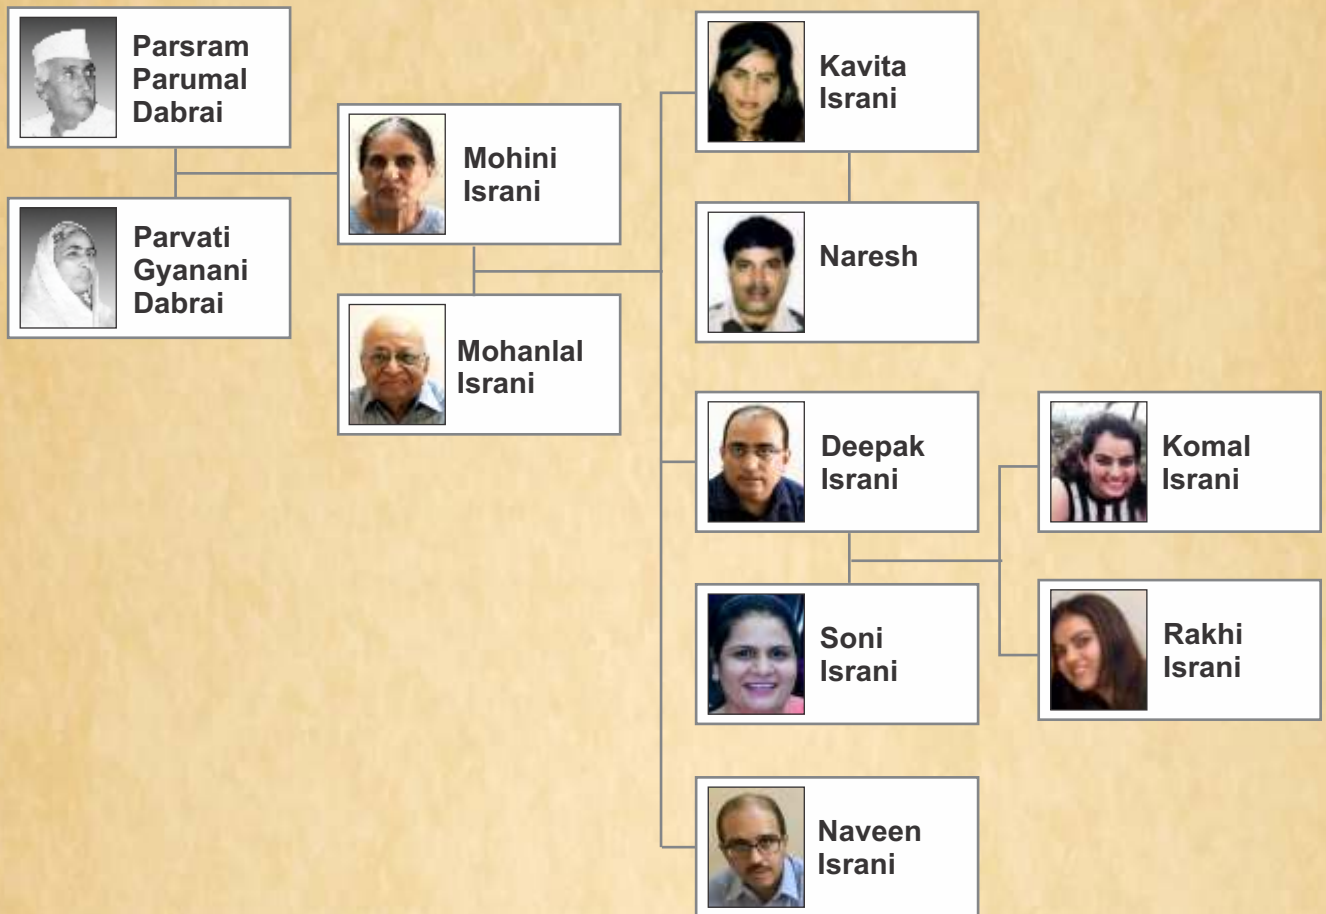 Parsram
Parumal
Dabrai
Parvati
Gyanani
Dabrai
Mohini
Israni
Mohanlal
Israni
Kavita
Israni
Naresh
Deepak
Israni
Soni
Israni
Naveen
Israni
Komal
Israni
Rakhi
Israni